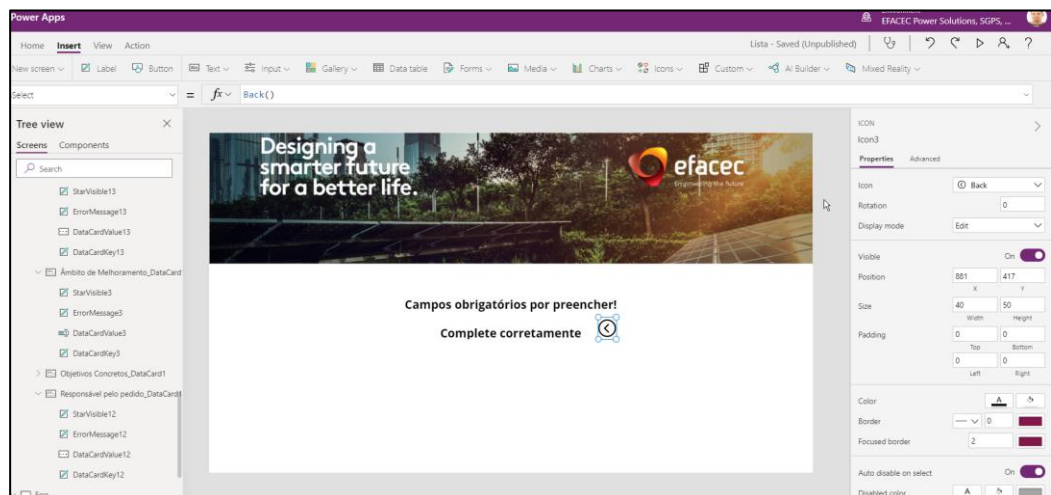 Power Apps
EFACEC Power Solutions, SGPS, ...
Home Insert View Action
Lista - Saved (Unpublished)
New screen Label Button Text Input Gallery Data table Forms Media Charts Icons Custom AI Builder Mixed Reality
Select = fx Back()
Tree view
Screens Components
Search
StarVisible13
ErrorMessage13
DataCardValue13
DataCardKey13
Âmbito de Melhoramento_DataCard
StarVisible3
ErrorMessage3
DataCardValue3
DataCardKey3
Objetivos Concretos_DataCard1
Responsável pelo pedido_DataCard
StarVisible12
ErrorMessage12
DataCardValue12
DataCardKey12
Designing a
smarter future
for a better life.
efacec
Empowering the future
Campos obrigatórios por preencher!
Complete corretamente
ICON
Icon3
Properties Advanced
Icon Back
Rotation 0
Display mode Edit
Visible On
Position 881 417
X Y
Size 40 50
Width Height
Padding 0 0
Top Bottom
0 0
Left Right
Color A
Border 0
Focused border 2
Auto disable on select On
Disabled color A